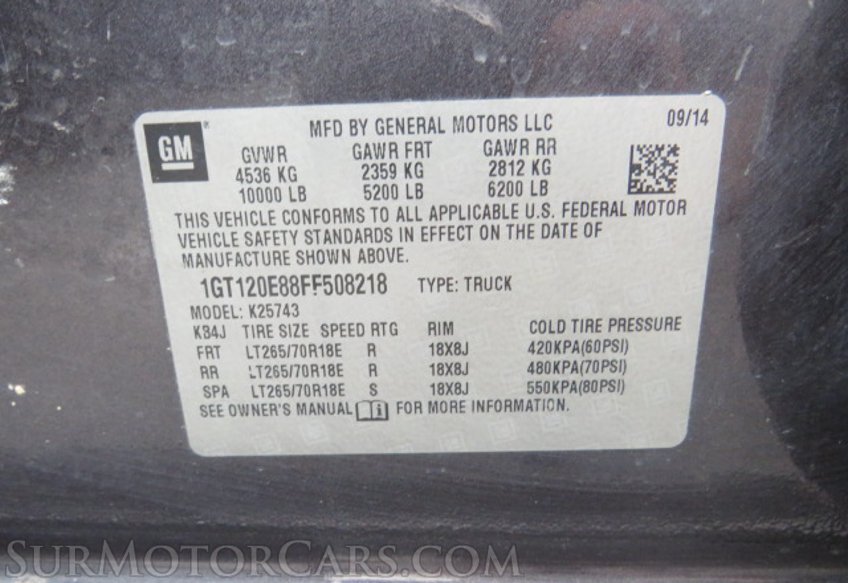 GM
MFD BY GENERAL MOTORS LLC 09/14
GVWR GAWR FRT GAWR RR
4536 KG 2359 KG 2812 KG
10000 LB 5200 LB 6200 LB
THIS VEHICLE CONFORMS TO ALL APPLICABLE U.S. FEDERAL MOTOR
VEHICLE SAFETY STANDARDS IN EFFECT ON THE DATE OF
MANUFACTURE SHOWN ABOVE.
1GT120E88FF508218 TYPE: TRUCK
MODEL: K25743
K84J TIRE SIZE SPEED RTG RIM COLD TIRE PRESSURE
FRT LT265/70R18E R 18X8J 420KPA(60PSI)
RR LT265/70R18E R 18X8J 480KPA(70PSI)
SPA LT265/70R18E S 18X8J 550KPA(80PSI)
SEE OWNER'S MANUAL FOR MORE INFORMATION.
SURMOTORCARS.COM